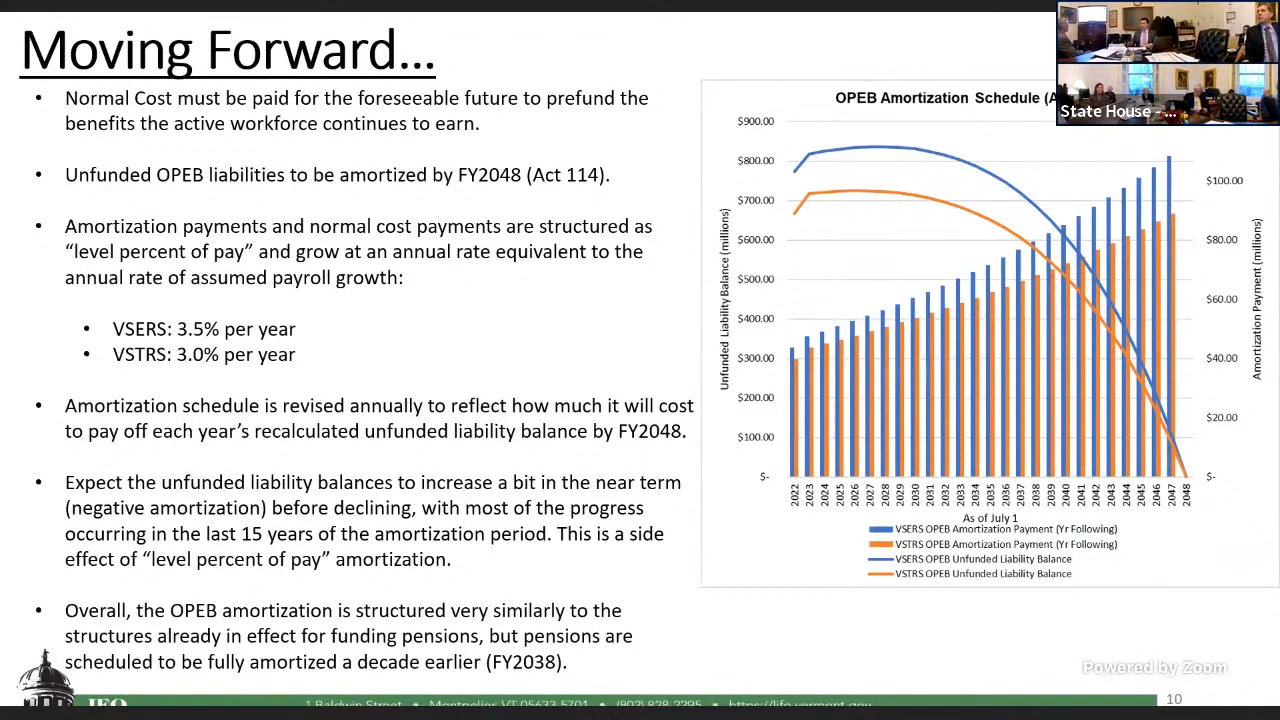 Moving Forward…
• Normal Cost must be paid for the foreseeable future to prefund the
benefits the active workforce continues to earn.
• Unfunded OPEB liabilities to be amortized by FY2048 (Act 114).
• Amortization payments and normal cost payments are structured as
“level percent of pay” and grow at an annual rate equivalent to the
annual rate of assumed payroll growth:
• VSERS: 3.5% per year
• VSTRS: 3.0% per year
• Amortization schedule is revised annually to reflect how much it will cost
to pay off each year’s recalculated unfunded liability balance by FY2048.
• Expect the unfunded liability balances to increase a bit in the near term
(negative amortization) before declining, with most of the progress
occurring in the last 15 years of the amortization period. This is a side
effect of “level percent of pay” amortization.
• Overall, the OPEB amortization is structured very similarly to the
structures already in effect for funding pensions, but pensions are
scheduled to be fully amortized a decade earlier (FY2038).
OPEB Amortization Schedule (A
State House - ...
Unfunded Liability Balance (millions)
$900.00
$800.00
$700.00
$600.00
$500.00
$400.00
$300.00
$200.00
$100.00
$-
$100.00
$80.00
$60.00
$40.00
$20.00
$-
Amortization Payment (millions)
2022 2023 2024 2025 2026 2027 2028 2029 2030 2031 2032 2033 2034 2035 2036 2037 2038 2039 2040 2041 2042 2043 2044 2045 2046 2047 2048
As of July 1
VSERS OPEB Amortization Payment (Yr Following)
VSTRS OPEB Amortization Payment (Yr Following)
VSERS OPEB Unfunded Liability Balance
VSTRS OPEB Unfunded Liability Balance
Powered by Zoom
JFO
1 Baldwin Street • Montpelier, VT 05633-5701 • (802) 828-2295 • https://ljfo.vermont.gov
10